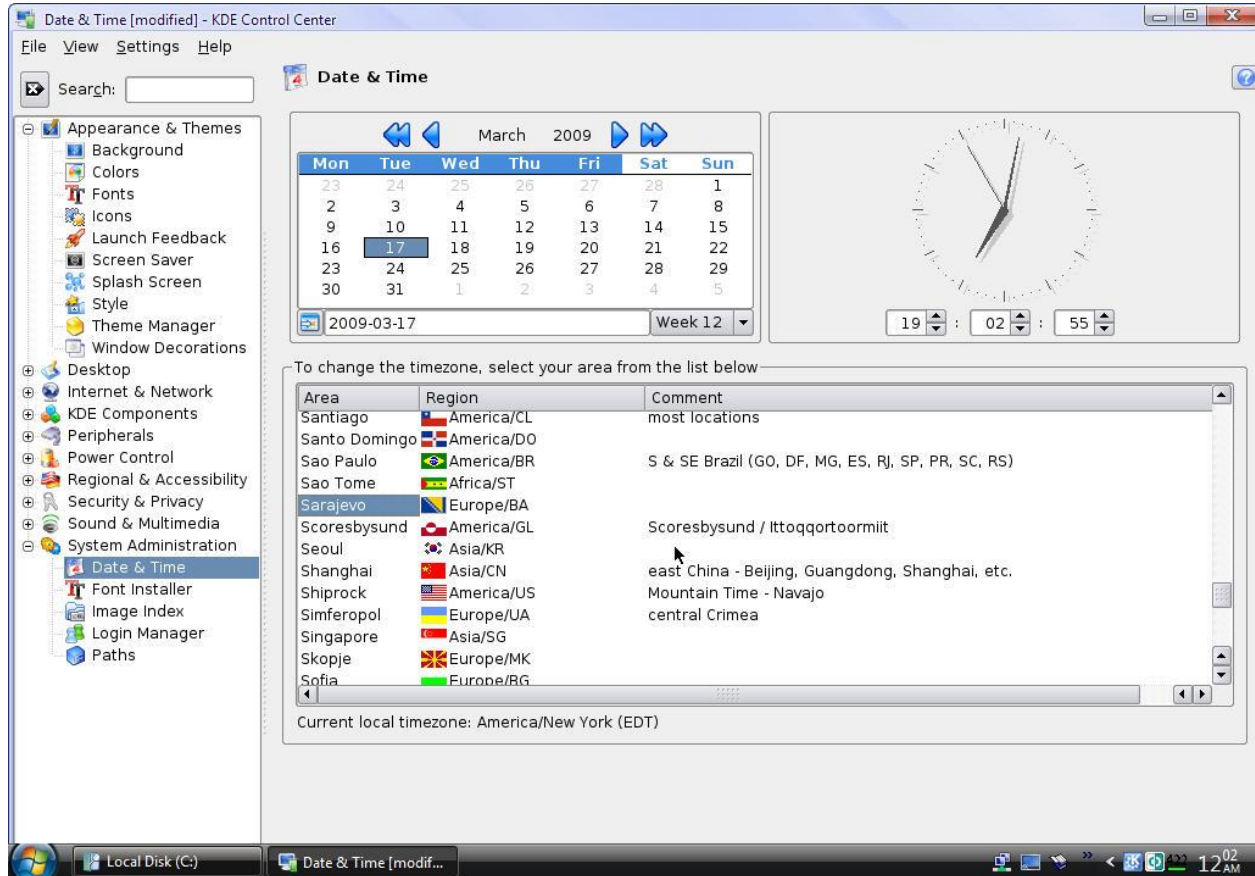 Date & Time [modified] - KDE Control Center
File View Settings Help
Search:
Appearance & Themes
Background
Colors
Fonts
Icons
Launch Feedback
Screen Saver
Splash Screen
Style
Theme Manager
Window Decorations
Desktop
Internet & Network
KDE Components
Peripherals
Power Control
Regional & Accessibility
Security & Privacy
Sound & Multimedia
System Administration
Date & Time
Font Installer
Image Index
Login Manager
Paths
Date & Time
March 2009
Mon Tue Wed Thu Fri Sat Sun
23 24 25 26 27 28 1
2 3 4 5 6 7 8
9 10 11 12 13 14 15
16 17 18 19 20 21 22
23 24 25 26 27 28 29
30 31 1 2 3 4 5
2009-03-17 Week 12
19 : 02 : 55
To change the timezone, select your area from the list below
Area Region Comment
Santiago America/CL most locations
Santo Domingo America/DO
Sao Paulo America/BR S & SE Brazil (GO, DF, MG, ES, RJ, SP, PR, SC, RS)
Sao Tome Africa/ST
Sarajevo Europe/BA
Scoresbysund America/GL Scoresbysund / Ittoqqortoormiit
Seoul Asia/KR
Shanghai Asia/CN east China - Beijing, Guangdong, Shanghai, etc.
Shiprock America/US Mountain Time - Navajo
Simferopol Europe/UA central Crimea
Singapore Asia/SG
Skopje Europe/MK
Sofia Europe/BG
Current local timezone: America/New York (EDT)
Local Disk (C:)
Date & Time [modif...
12 02 AM